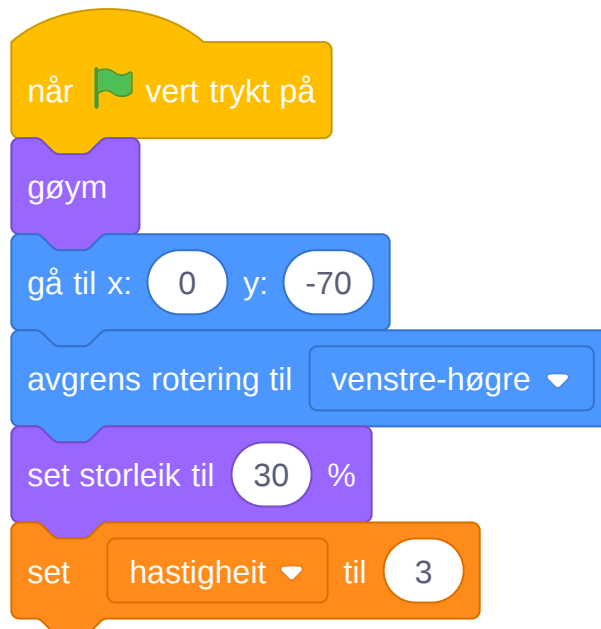 når vert trykt på
gøym
gå til x: 0 y: -70
avgrens rotering til venstre-høgre
set storleik til 30 %
set hastigheit til 3